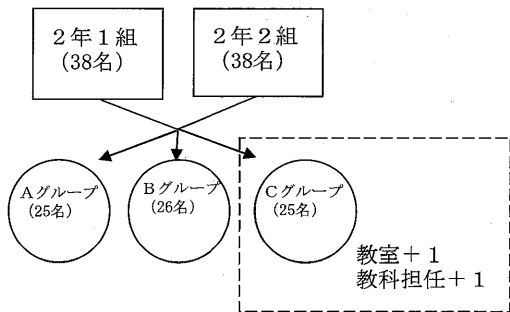 ２年１組
（38名）
２年２組
（38名）
Ａグループ
（25名）
Ｂグループ
（26名）
Ｃグループ
（25名）
教室＋１
教科担任＋１